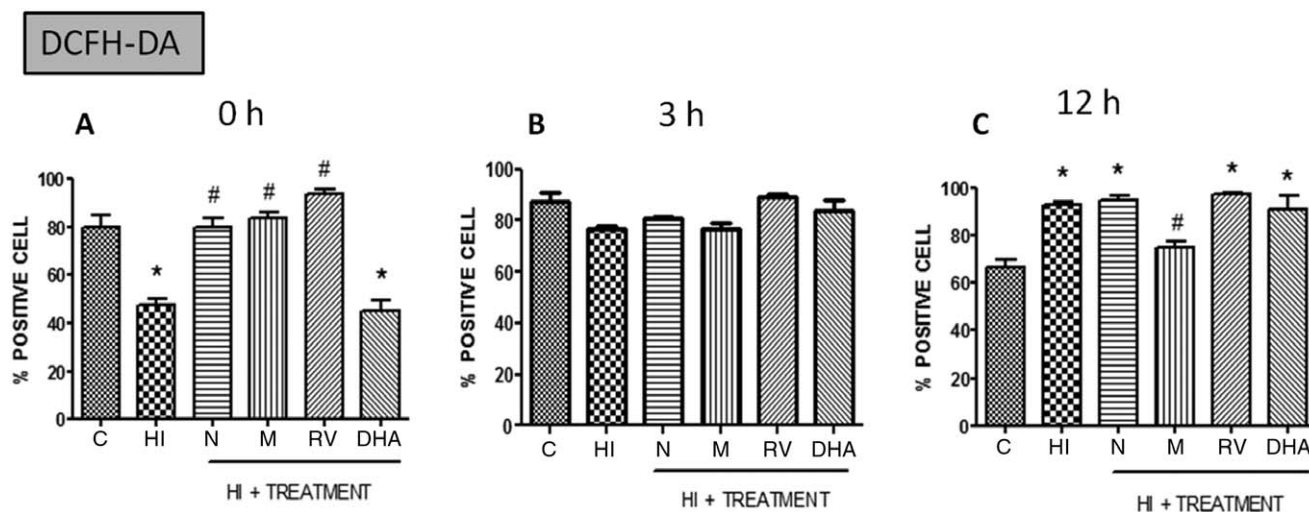 DCFH-DA
A
0 h
B
3 h
C
12 h
% POSITIVE CELL
100
80
60
40
20
0
*
#
#
#
*
C HI N M RV DHA
HI + TREATMENT
% POSITIVE CELL
100
80
60
40
20
0
C HI N M RV DHA
HI + TREATMENT
% POSITIVE CELL
100
80
60
40
20
0
*
*
#
*
*
C HI N M RV DHA
HI + TREATMENT